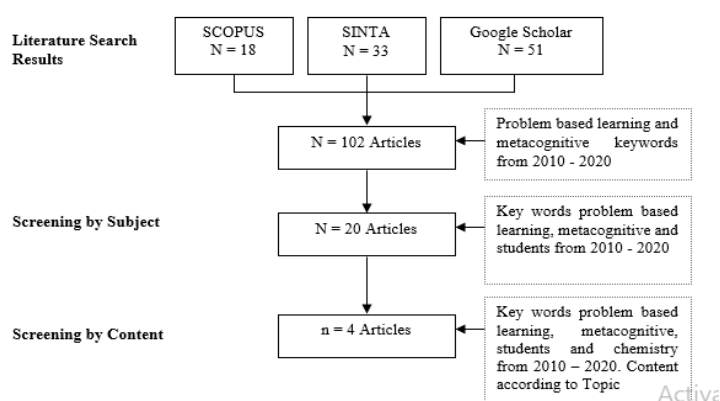 Literature Search
Results
SCOPUS
N = 18
SINTA
N = 33
Google Scholar
N = 51
N = 102 Articles
Problem based learning and
metacognitive keywords
from 2010 - 2020
Screening by Subject
N = 20 Articles
Key words problem based
learning, metacognitive and
students from 2010 - 2020
Screening by Content
n = 4 Articles
Key words problem based
learning, metacognitive,
students and chemistry
from 2010 – 2020. Content
according to Topic
Activa